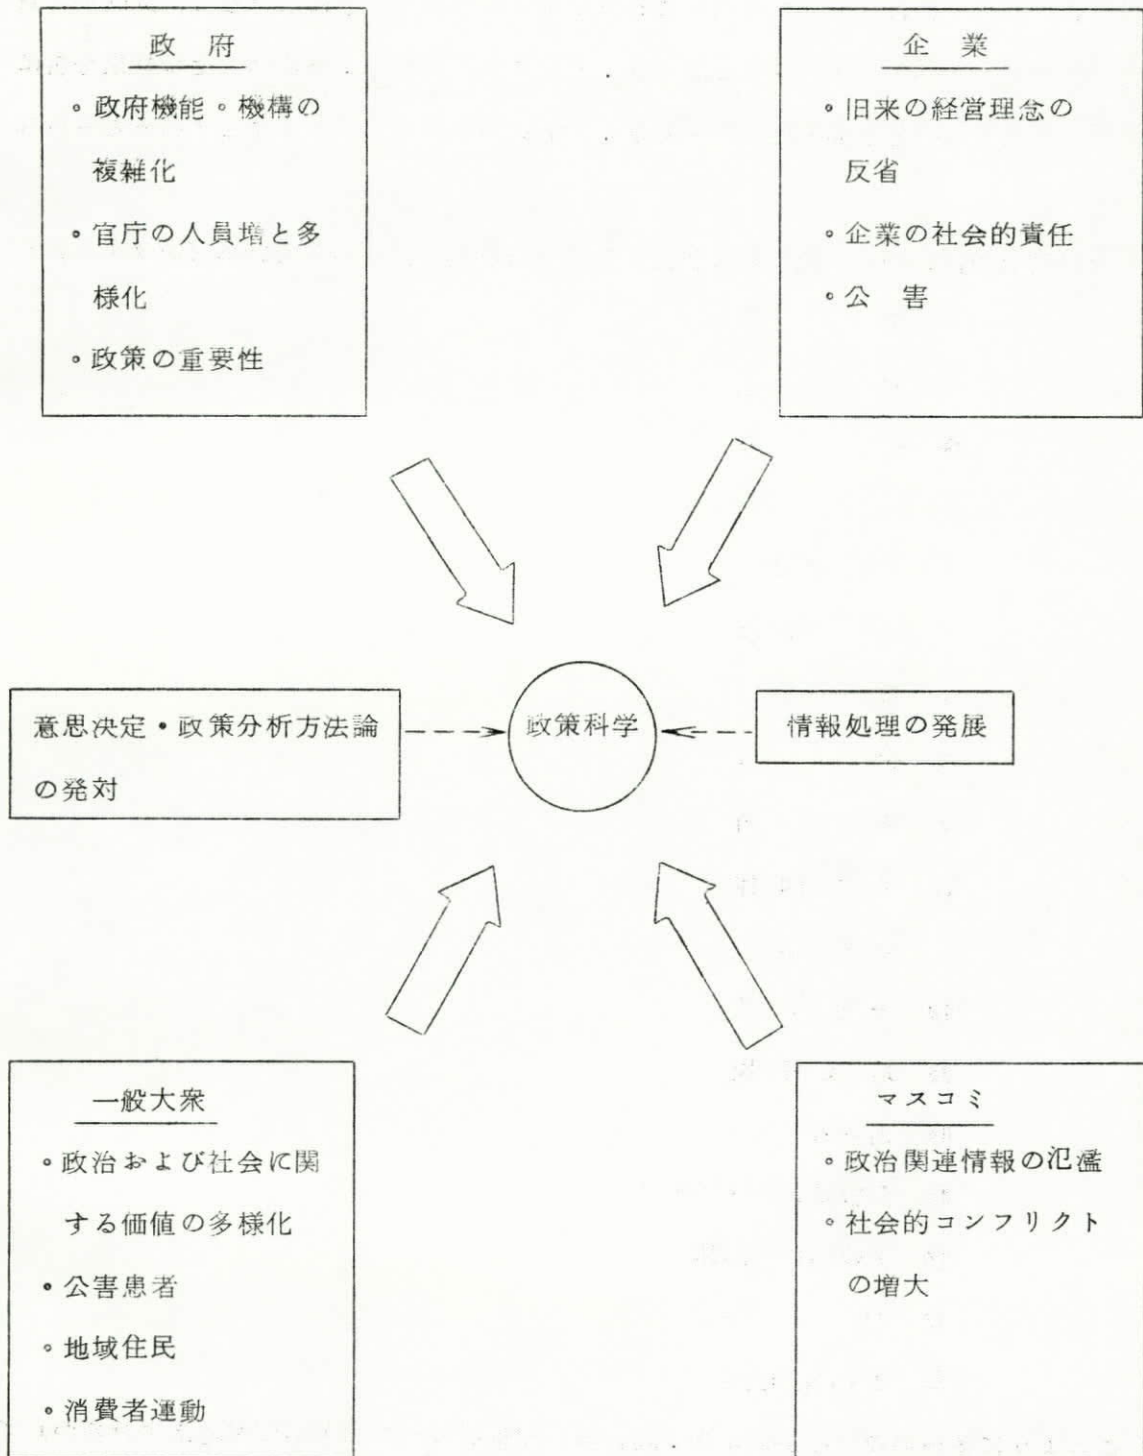 政 府
・政府機能・機構の
複雑化
・官庁の人員増と多
様化
・政策の重要性
企 業
・旧来の経営理念の
反省
・企業の社会的責任
・公 害
意思決定・政策分析方法論
の発対
政策科学
情報処理の発展
一般大衆
・政治および社会に関
する価値の多様化
・公害患者
・地域住民
・消費者運動
マスコミ
・政治関連情報の氾濫
・社会的コンフリクト
の増大